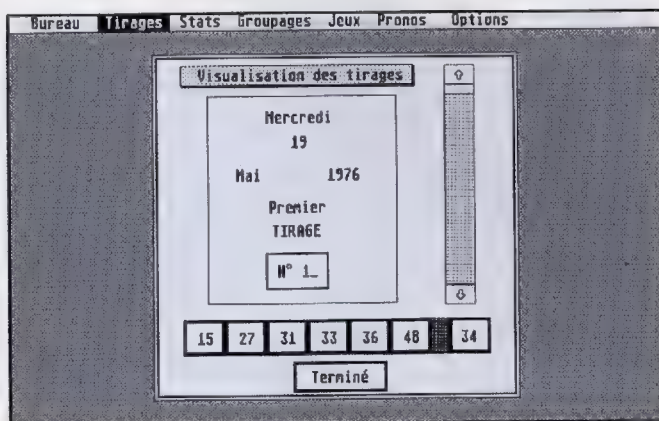 Bureau Tirages Stats Groupages Jeux Pronos Options
Visualisation des tirages
Mercredi
19
Mai 1976
Premier
TIRAGE
N° 1_
15 27 31 33 36 48 34
Terminé